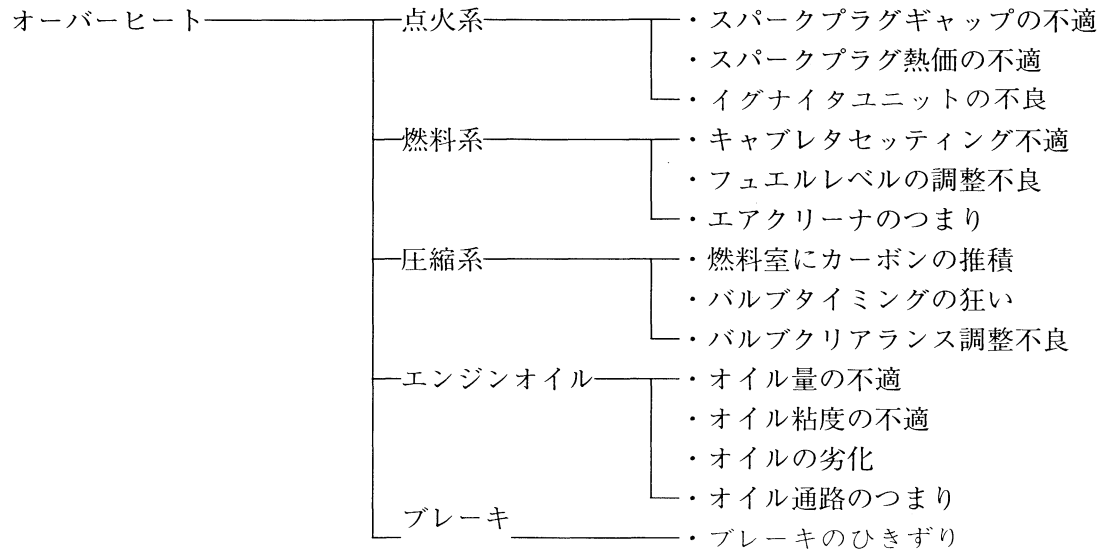 オーバーヒート 点火系 ・スパークプラグギャップの不適
・スパークプラグ熱価の不適
・イグナイタユニットの不良
燃料系 ・キャブレタセッティング不適
・フュエルレベルの調整不良
・エアクリーナのつまり
圧縮系 ・燃料室にカーボンの推積
・バルブタイミングの狂い
・バルブクリアランス調整不良
エンジンオイル ・オイル量の不適
・オイル粘度の不適
・オイルの劣化
・オイル通路のつまり
ブレーキ ・ブレーキのひきずり